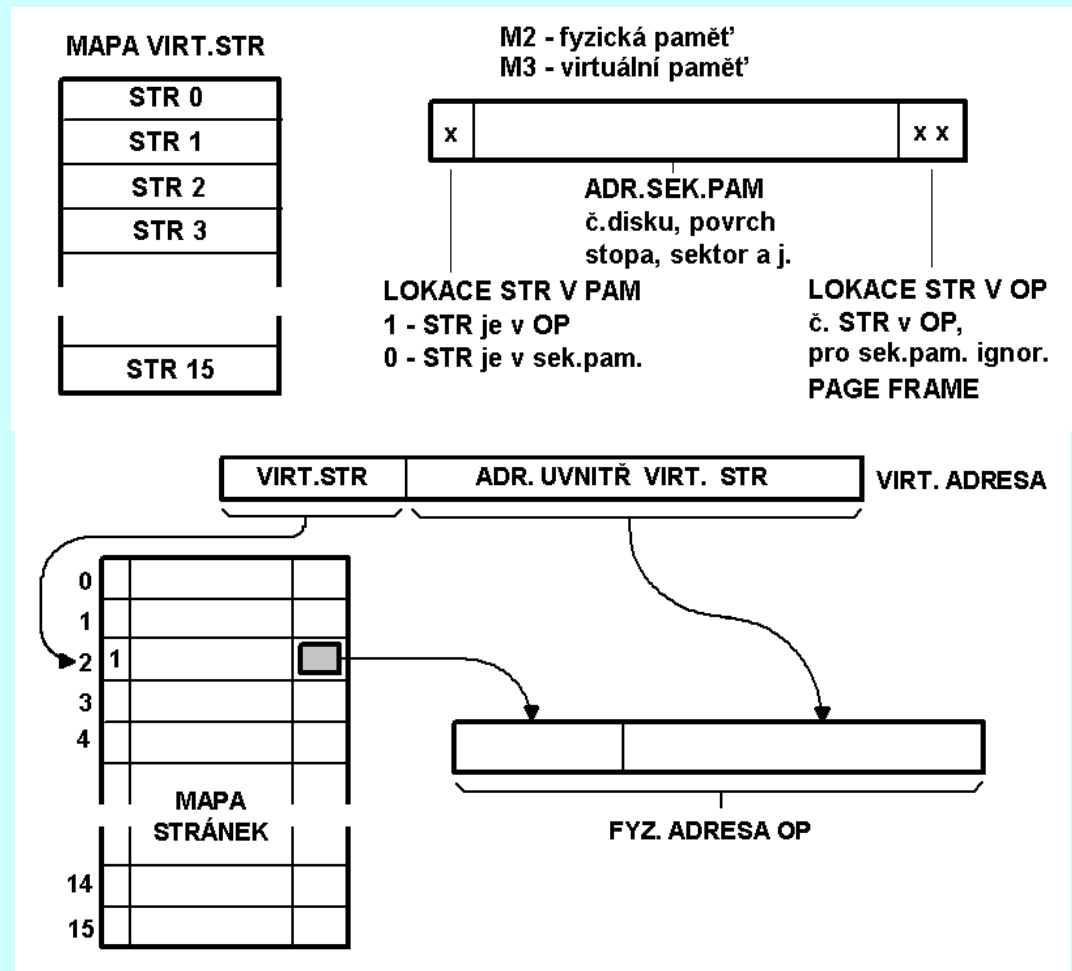 MAPA VIRT.STR
STR 0
STR 1
STR 2
STR 3
STR 15
M2 - fyzická paměť
M3 - virtuální paměť
x
x x
ADR.SEK.PAM
č.disku, povrch
stopa, sektor a j.
LOKACE STR V PAM
1 - STR je v OP
0 - STR je v sek.pam.
LOKACE STR V OP
č. STR v OP,
pro sek.pam. ignor.
PAGE FRAME
VIRT.STR
ADR. UVNITŘ VIRT. STR
VIRT. ADRESA
0
1
2
1
3
4
MAPA
STRÁNEK
14
15
FYZ. ADRESA OP